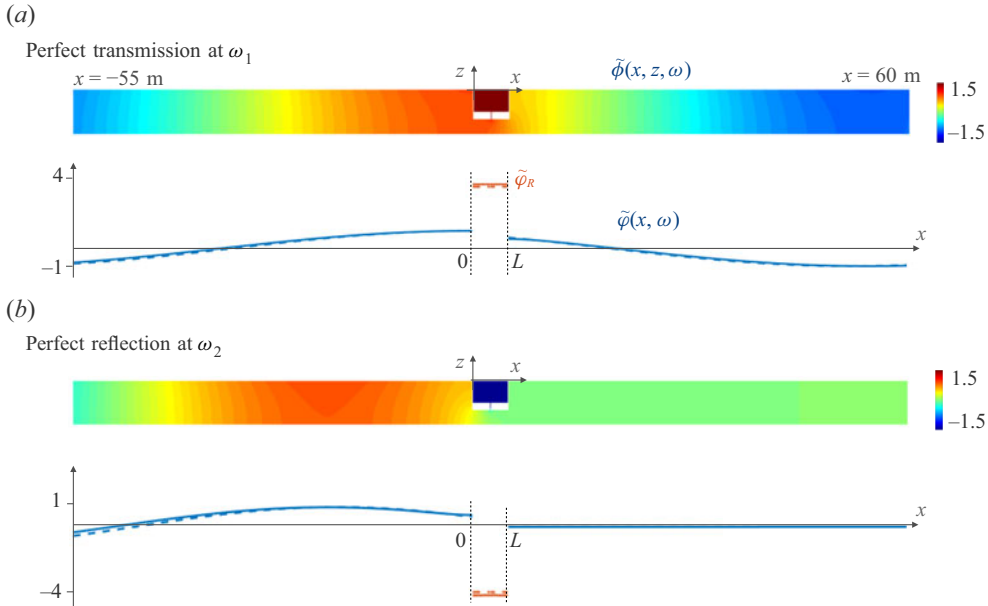 (a)
Perfect transmission at ω₁
x = −55 m
z
x
ϕ̃(x, z, ω)
x = 60 m
1.5
−1.5
4
φ̃_R
φ̃(x, ω)
x
0
L
−1
(b)
Perfect reflection at ω₂
z
x
1.5
−1.5
1
x
0
L
−4